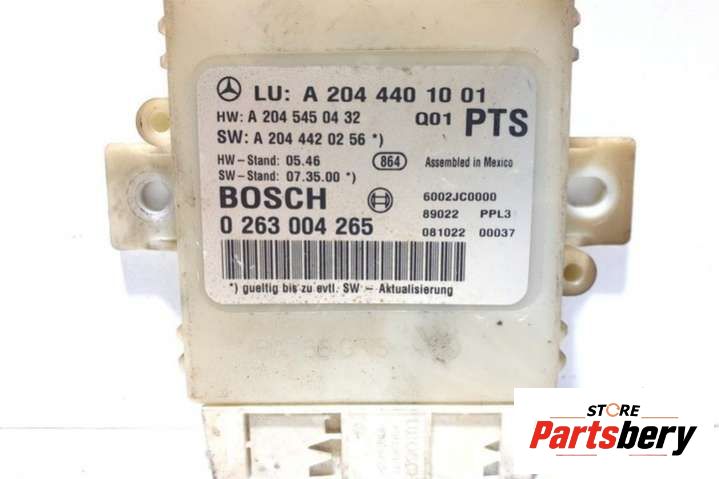 LU: A 204 440 10 01
HW: A 204 545 04 32 Q01 PTS
SW: A 204 442 02 56 *)
HW-Stand: 05.46 864 Assembled in Mexico
SW-Stand: 07.35.00 *)
BOSCH 6002JC0000
0 263 004 265 89022 PPL3
081022 00037
*) gueltig bis zu evtl. SW - Aktualisierung
STORE
Partsbery